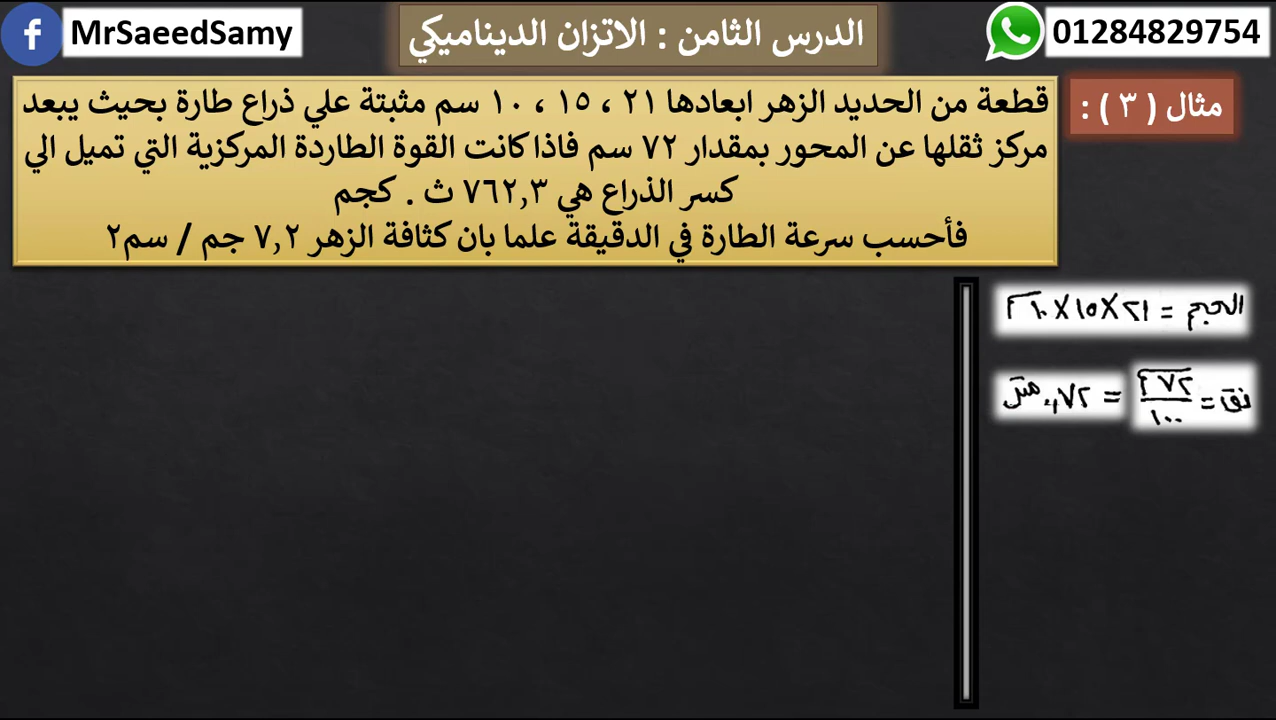 MrSaeedSamy
الدرس الثامن : الاتزان الديناميكي
01284829754
مثال ( ٣ ) :
قطعة من الحديد الزهر ابعادها ٢١ ، ١٥ ، ١٠ سم مثبتة علي ذراع طارة بحيث يبعد
مركز ثقلها عن المحور بمقدار ٧٢ سم فاذا كانت القوة الطاردة المركزية التي تميل الي
كسر الذراع هي ٧٦٢,٣ ث . كجم
فأحسب سرعة الطارة في الدقيقة علما بان كثافة الزهر ٧,٢ جم / سم٢
الحجم = ٢١ X ١٥ X ١٠
نق = ٧٢ / ١٠٠ = ٠,٧٢ متر